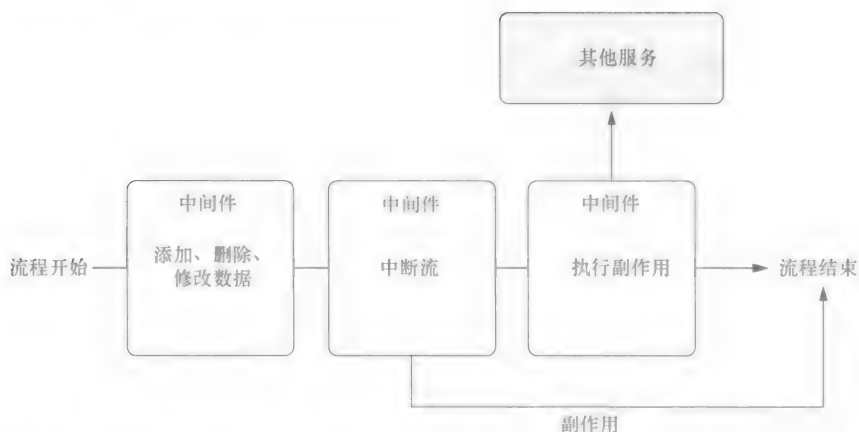 其他服务
中间件
中间件
中间件
流程开始
添加、删除、
修改数据
中断流
执行副作用
流程结束
副作用